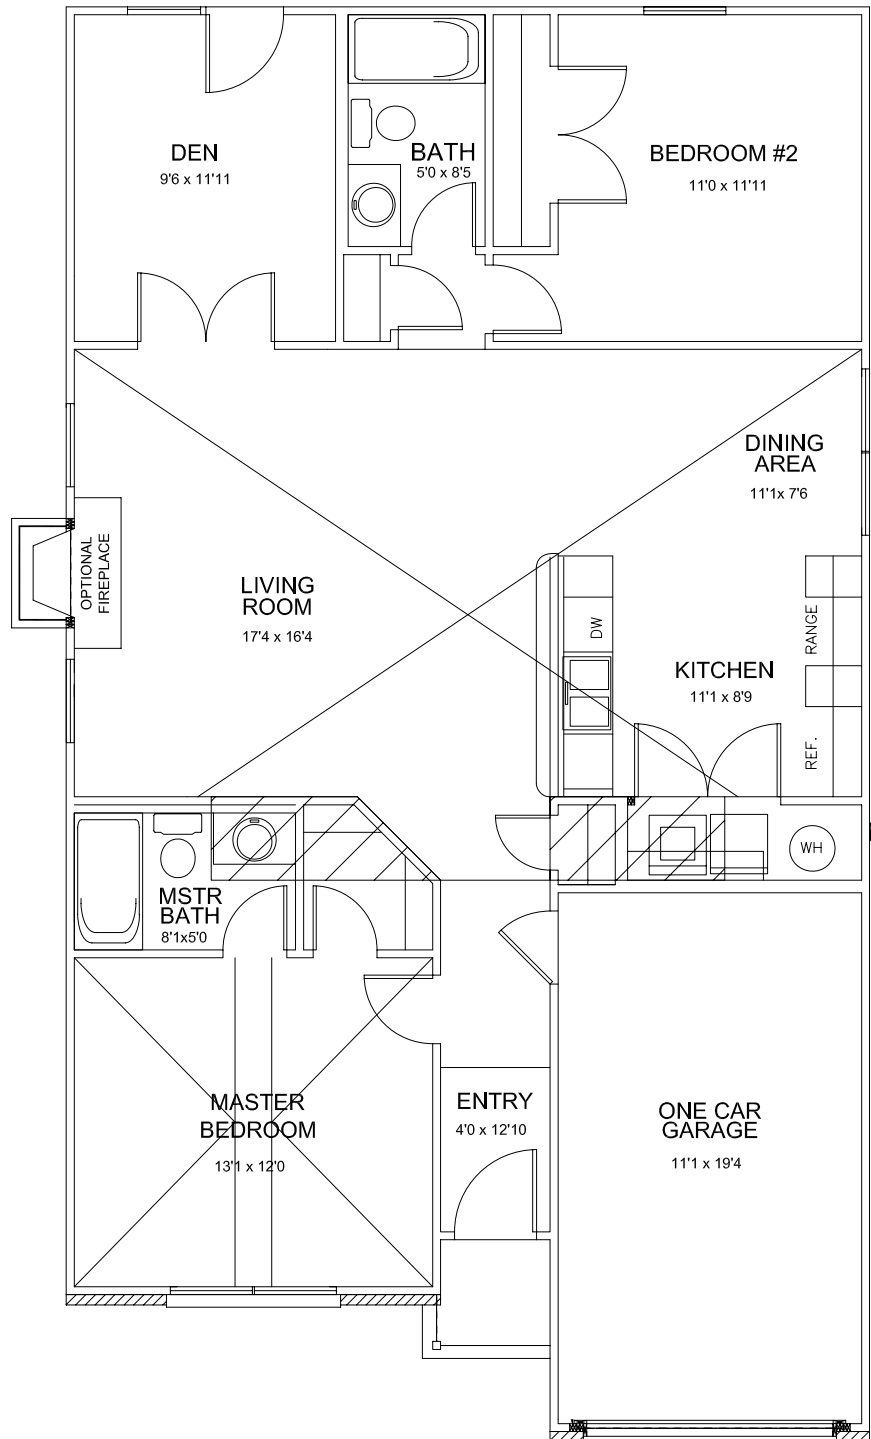 DEN
9'6 x 11'11
BATH
5'0 x 8'5
BEDROOM #2
11'0 x 11'11
DINING
AREA
11'1x 7'6
OPTIONAL
FIREPLACE
LIVING
ROOM
17'4 x 16'4
DW
RANGE
KITCHEN
11'1 x 8'9
REF.
WH
MSTR
BATH
8'1x5'0
MASTER
BEDROOM
13'1 x 12'0
ENTRY
4'0 x 12'10
ONE CAR
GARAGE
11'1 x 19'4